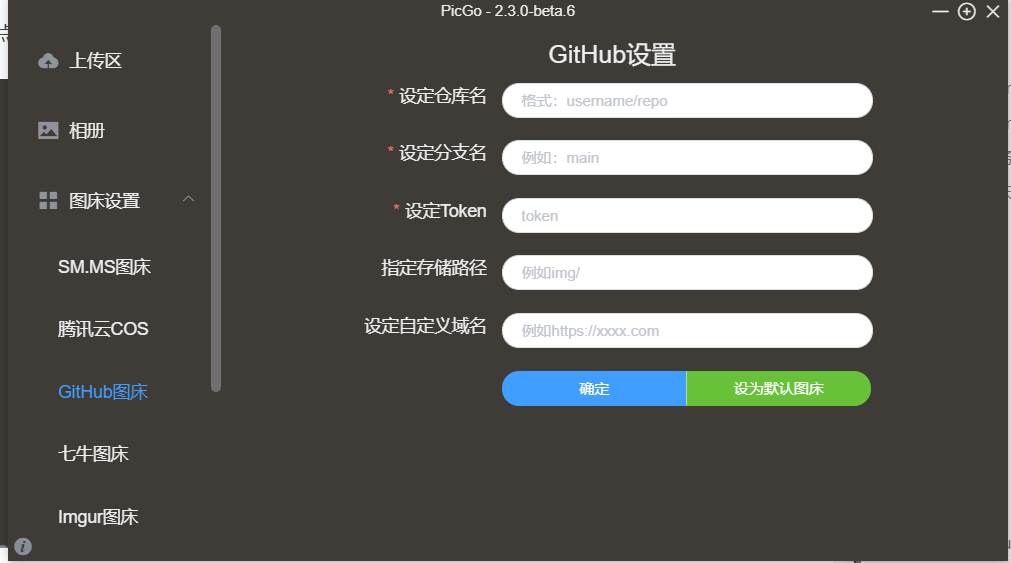 PicGo - 2.3.0-beta.6
上传区
相册
图床设置
SM.MS图床
腾讯云COS
GitHub图床
七牛图床
Imgur图床
GitHub设置
* 设定仓库名
格式：username/repo
* 设定分支名
例如：main
* 设定Token
token
指定存储路径
例如img/
设定自定义域名
例如https://xxxx.com
确定
设为默认图床